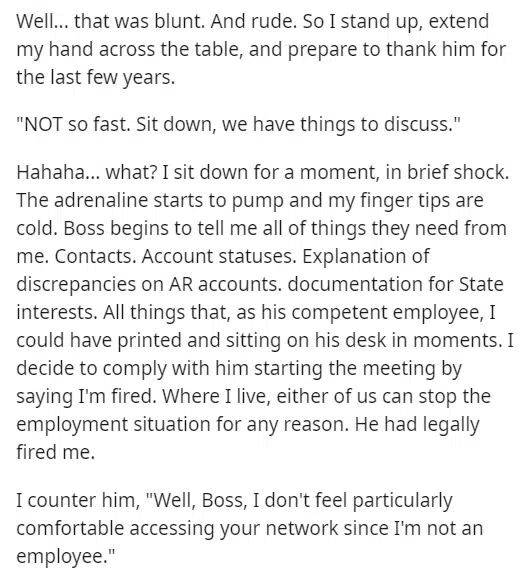 Well... that was blunt. And rude. So I stand up, extend
my hand across the table, and prepare to thank him for
the last few years.
"NOT so fast. Sit down, we have things to discuss."
Hahaha... what? I sit down for a moment, in brief shock.
The adrenaline starts to pump and my finger tips are
cold. Boss begins to tell me all of things they need from
me. Contacts. Account statuses. Explanation of
discrepancies on AR accounts. documentation for State
interests. All things that, as his competent employee, I
could have printed and sitting on his desk in moments. I
decide to comply with him starting the meeting by
saying I'm fired. Where I live, either of us can stop the
employment situation for any reason. He had legally
fired me.
I counter him, "Well, Boss, I don't feel particularly
comfortable accessing your network since I'm not an
employee."